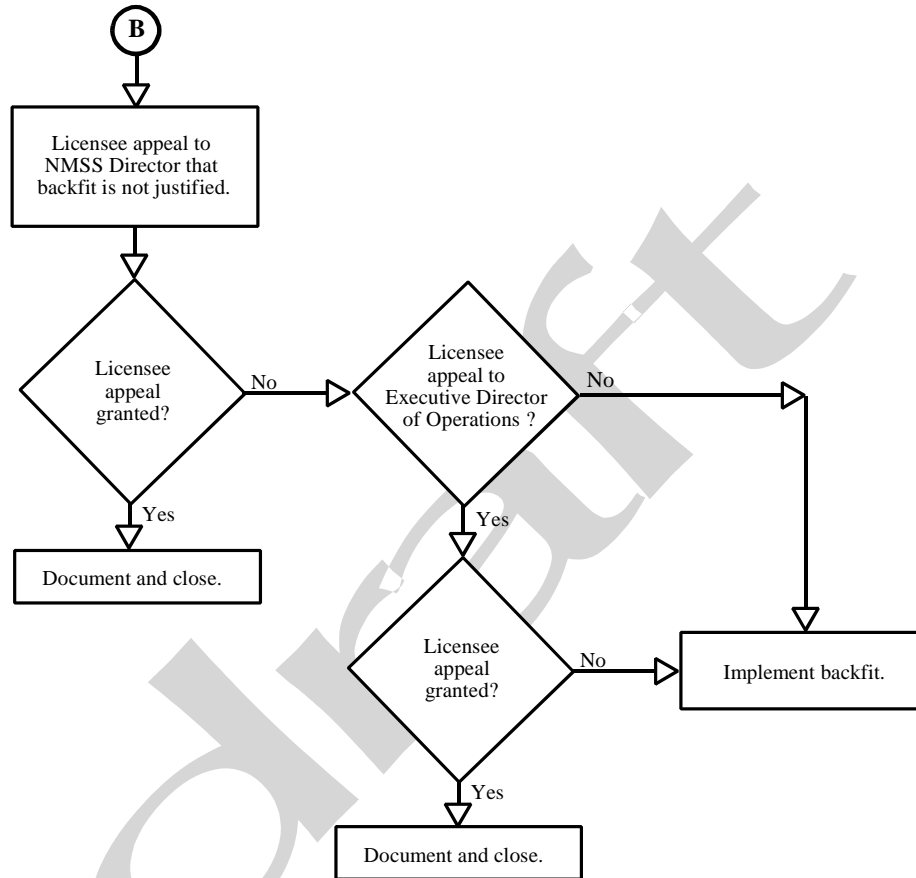 B
Licensee appeal to
NMSS Director that
backfit is not justified.
Licensee
appeal
granted?
No
Yes
Document and close.
Licensee
appeal to
Executive Director
of Operations ?
No
Yes
Licensee
appeal
granted?
No
Implement backfit.
Yes
Document and close.
draft